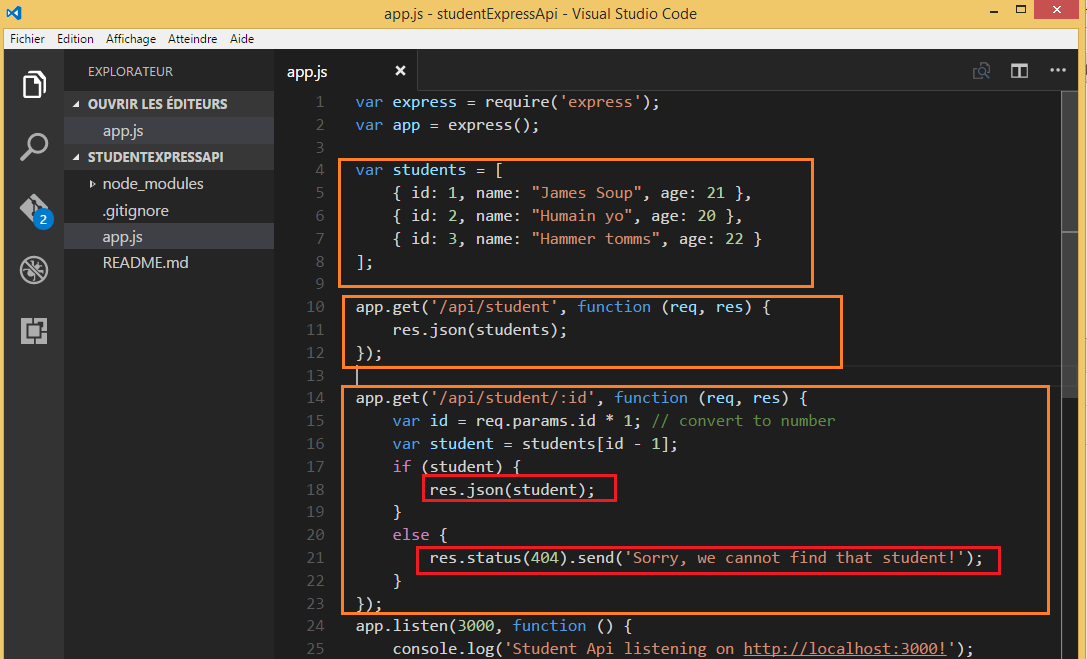 app.js - studentExpressApi - Visual Studio Code
Fichier Edition Affichage Atteindre Aide
EXPLORATEUR
OUVRIR LES ÉDITEURS
app.js
STUDENTEXPRESSAPI
node_modules
.gitignore
app.js
README.md
2
app.js
1 var express = require('express');
2 var app = express();
3
4 var students = [
5 { id: 1, name: "James Soup", age: 21 },
6 { id: 2, name: "Humain yo", age: 20 },
7 { id: 3, name: "Hammer tomms", age: 22 }
8 ];
9
10 app.get('/api/student', function (req, res) {
11 res.json(students);
12 });
13
14 app.get('/api/student/:id', function (req, res) {
15 var id = req.params.id * 1; // convert to number
16 var student = students[id - 1];
17 if (student) {
18 res.json(student);
19 }
20 else {
21 res.status(404).send('Sorry, we cannot find that student!');
22 }
23 });
24 app.listen(3000, function () {
25 console.log('Student Api listening on http://localhost:3000!');